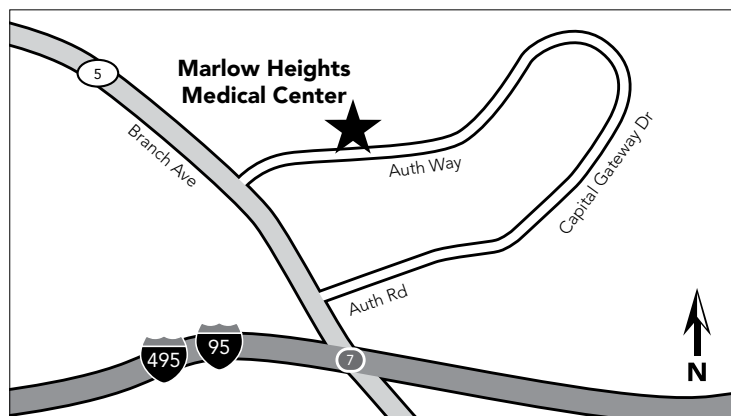 5
Marlow Heights
Medical Center
Branch Ave
Auth Way
Capital Gateway Dr
Auth Rd
495
95
7
N